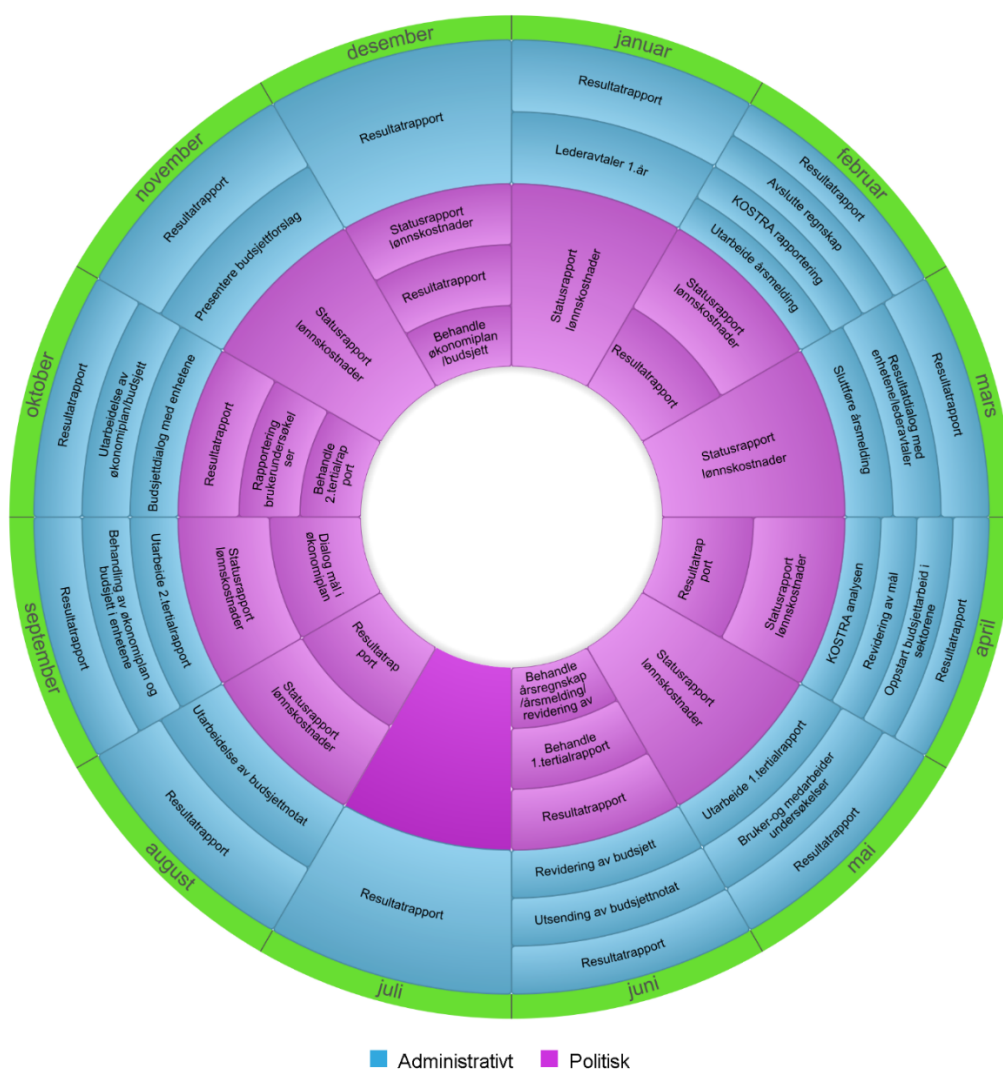 januar
Resultatrapport
Lederavtaler 1.år
Statusrapport
lønnskostnader
februar
Resultatrapport
Avslutte regnskap
KOSTRA rapportering
Utarbeide årsmelding
Statusrapport
lønnskostnader
Resultatrapport
mars
Resultatrapport
Resultatdialog med
enhetene/lederavtaler
Sluttføre årsmelding
Statusrapport
lønnskostnader
april
Resultatrapport
Oppstart budsjettarbeid i
sektorene
Revidering av mål
KOSTRA analysen
Statusrapport
lønnskostnader
Resultatrap
port
mai
Resultatrapport
Bruker-og medarbeider
undersøkelser
Utarbeide 1.tertialrapport
Statusrapport
lønnskostnader
juni
Resultatrapport
Utsending av budsjettnotat
Revidering av budsjett
Resultatrapport
Behandle
1.tertialrapport
Behandle
årsregnskap
/årsmelding/
revidering av
juli
Resultatrapport
august
Resultatrapport
Utarbeidelse av budsjettnotat
Statusrapport
lønnskostnader
Resultatrap
port
september
Resultatrapport
Behandling av økonomiplan og
budsjett i enhetene
Utarbeide 2.tertialrapport
Statusrapport
lønnskostnader
Dialog mål i
økonomiplan
oktober
Resultatrapport
Utarbeidelse av
økonomiplan/budsjett
Budsjettdialog med enhetene
Resultatrapport
Rapportering
brukerundersøkel
ser
Behandle
2.tertialrap
port
november
Resultatrapport
Presentere budsjettforslag
Statusrapport
lønnskostnader
desember
Resultatrapport
Statusrapport
lønnskostnader
Resultatrapport
Behandle
økonomiplan
/budsjett
Administrativt
Politisk